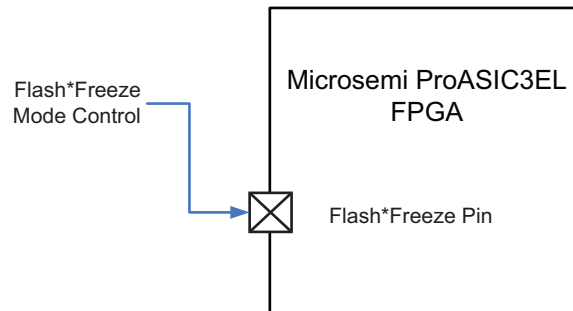 Microsemi ProASIC3EL
FPGA
Flash*Freeze
Mode Control
Flash*Freeze Pin